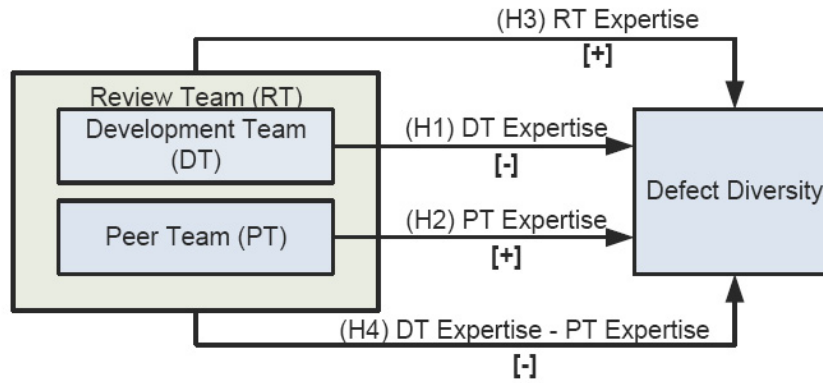 (H3) RT Expertise
[+]
Review Team (RT)
Development Team
(DT)
(H1) DT Expertise
[-]
Defect Diversity
Peer Team (PT)
(H2) PT Expertise
[+]
(H4) DT Expertise - PT Expertise
[-]